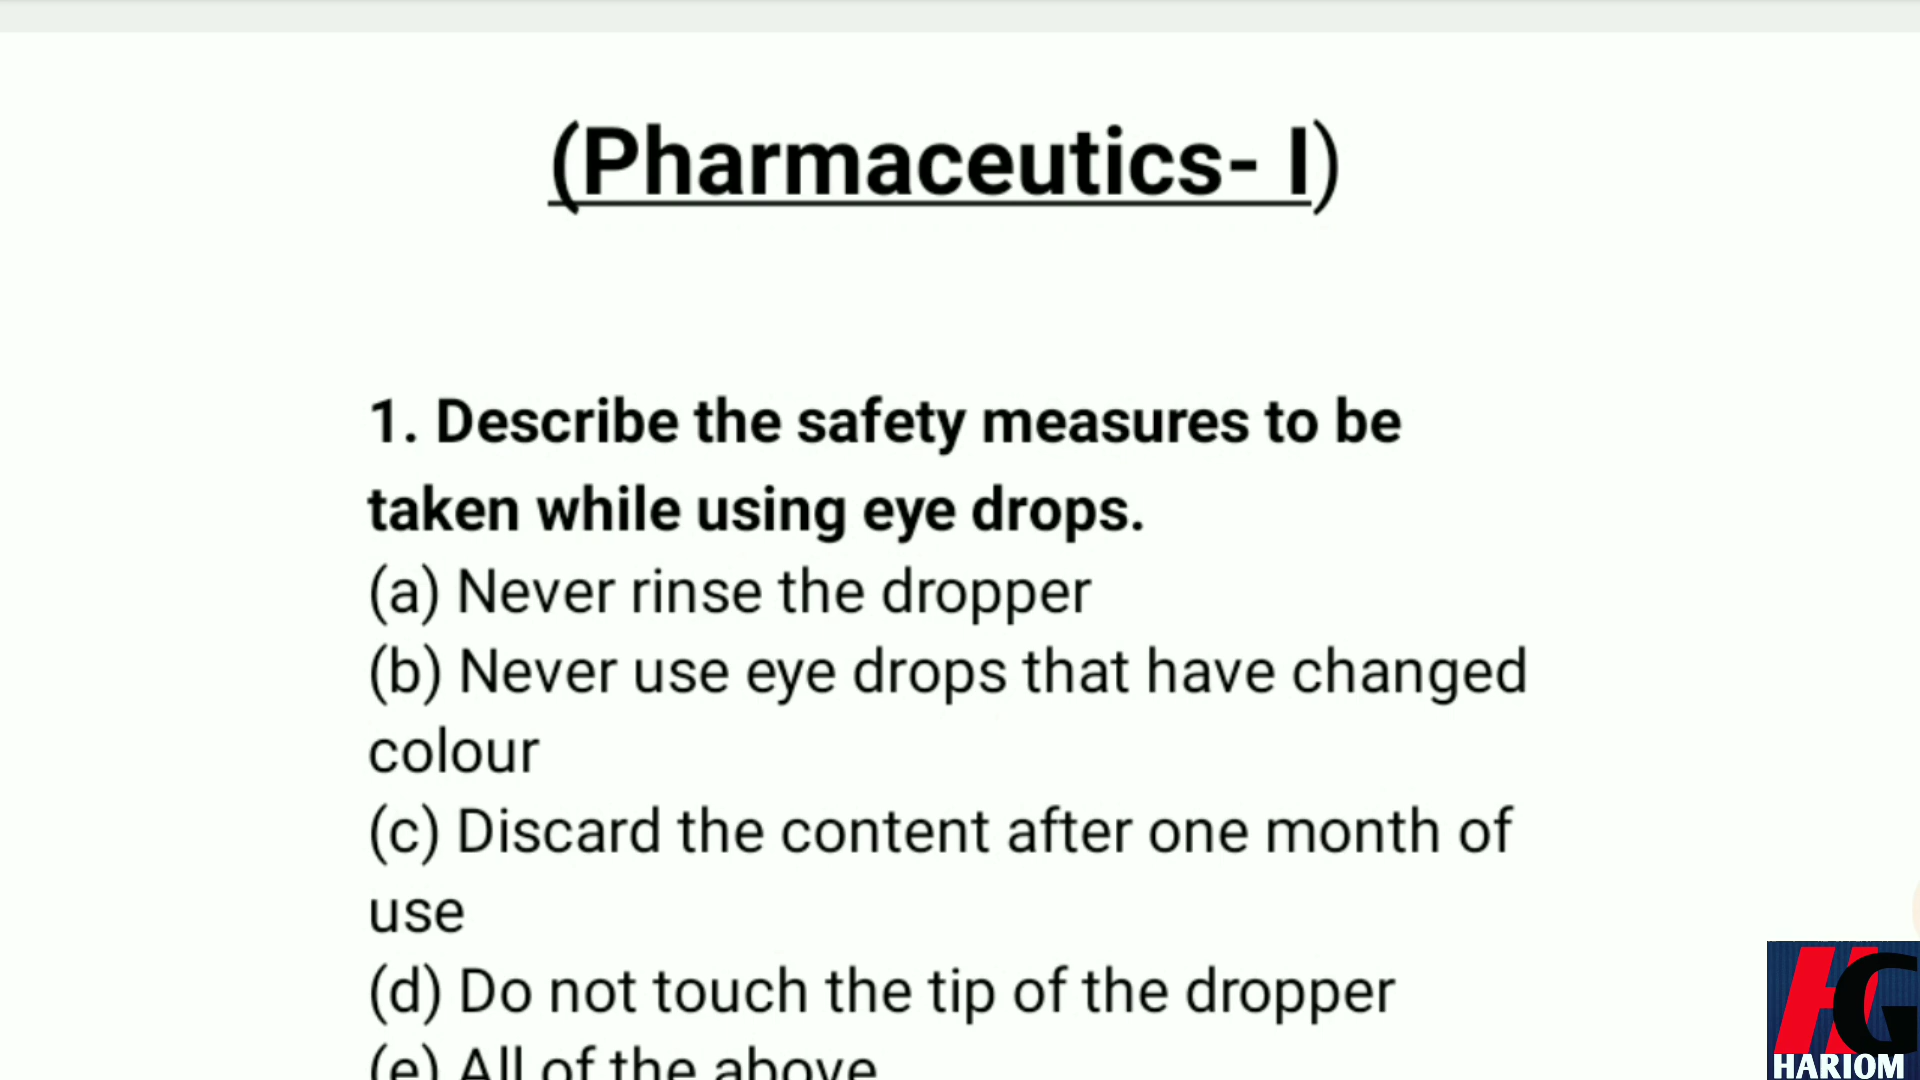 (Pharmaceutics- I)
1. Describe the safety measures to be
taken while using eye drops.
(a) Never rinse the dropper
(b) Never use eye drops that have changed
colour
(c) Discard the content after one month of
use
(d) Do not touch the tip of the dropper
(e) All of the above
HG
HARIOM